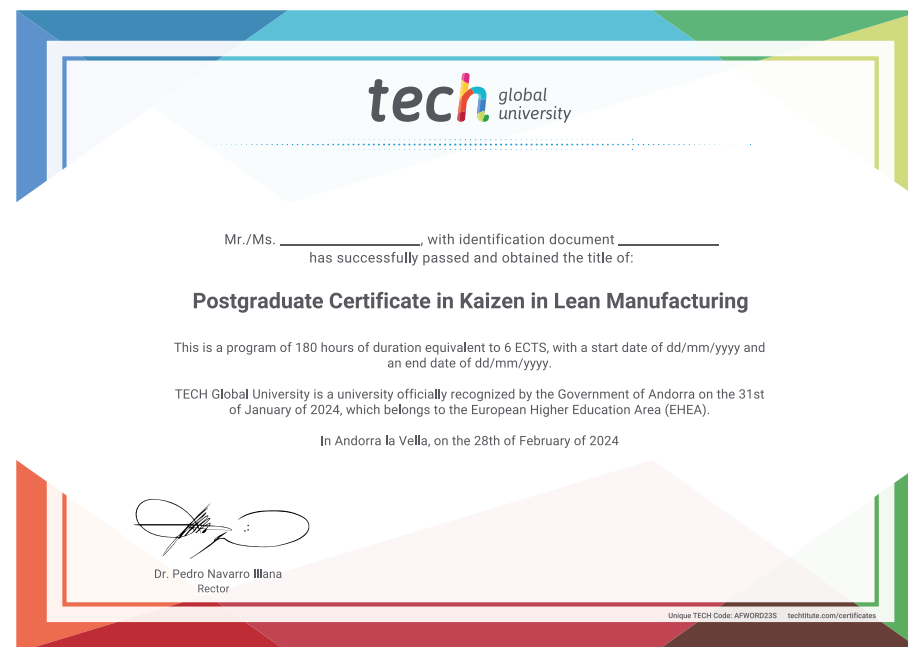 tech global university
Mr./Ms. ____________________, with identification document ______________
has successfully passed and obtained the title of:
Postgraduate Certificate in Kaizen in Lean Manufacturing
This is a program of 180 hours of duration equivalent to 6 ECTS, with a start date of dd/mm/yyyy and
an end date of dd/mm/yyyy.
TECH Global University is a university officially recognized by the Government of Andorra on the 31st
of January of 2024, which belongs to the European Higher Education Area (EHEA).
In Andorra la Vella, on the 28th of February of 2024
Dr. Pedro Navarro Illana
Rector
Unique TECH Code: AFWORD23S techtitute.com/certificates